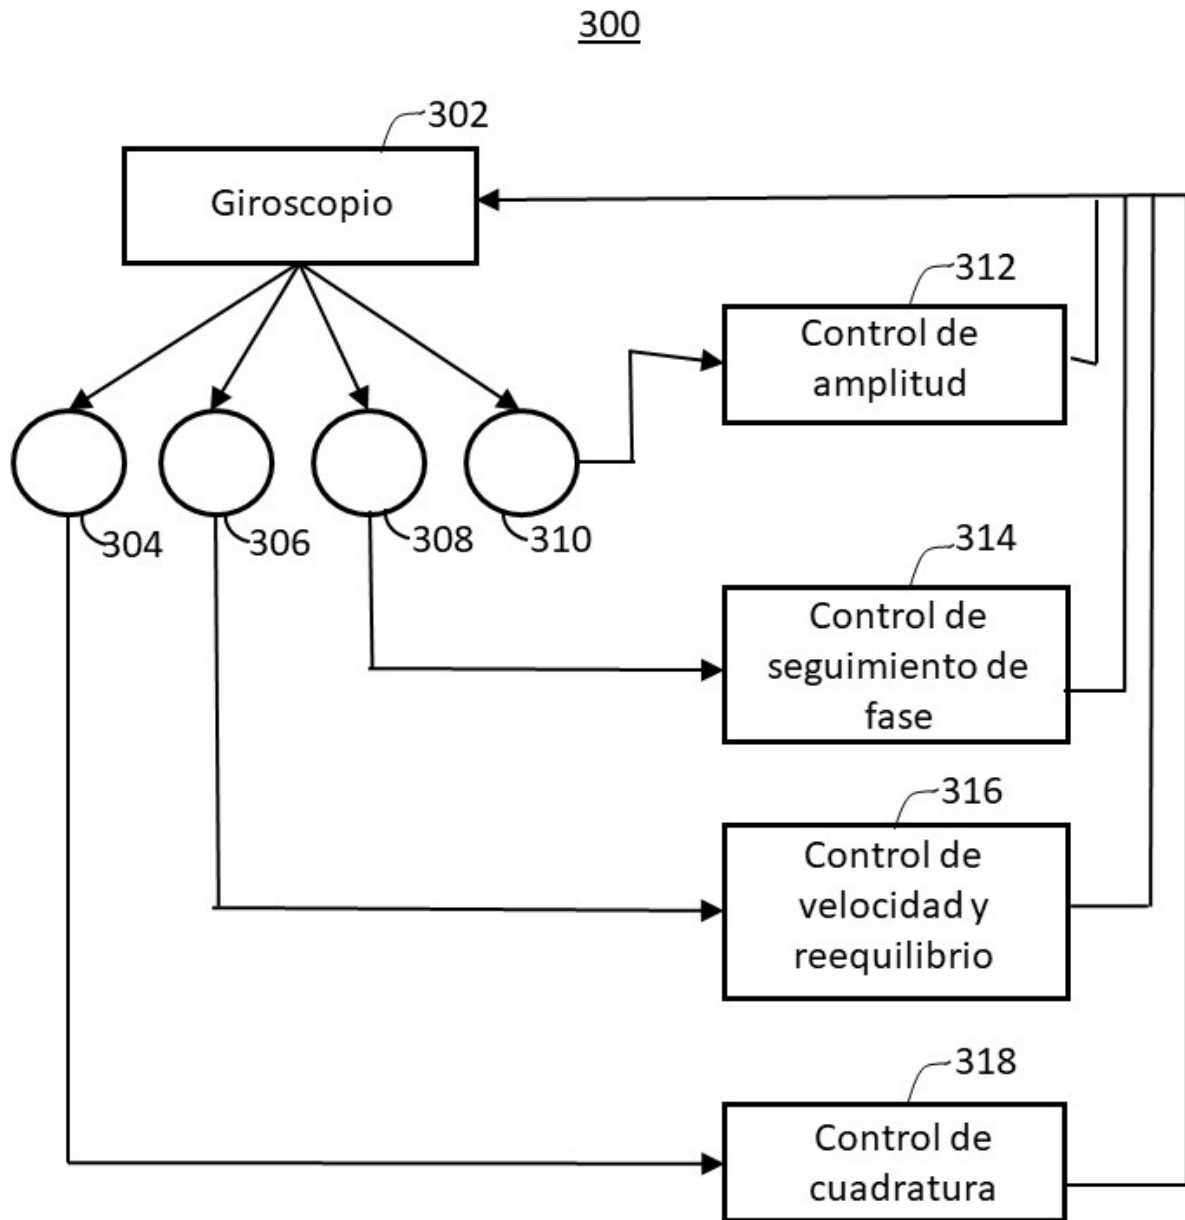 300
302
Giroscopio
312
Control de
amplitud
304
306
308
310
314
Control de
seguimiento de
fase
316
Control de
velocidad y
reequilibrio
318
Control de
cuadratura